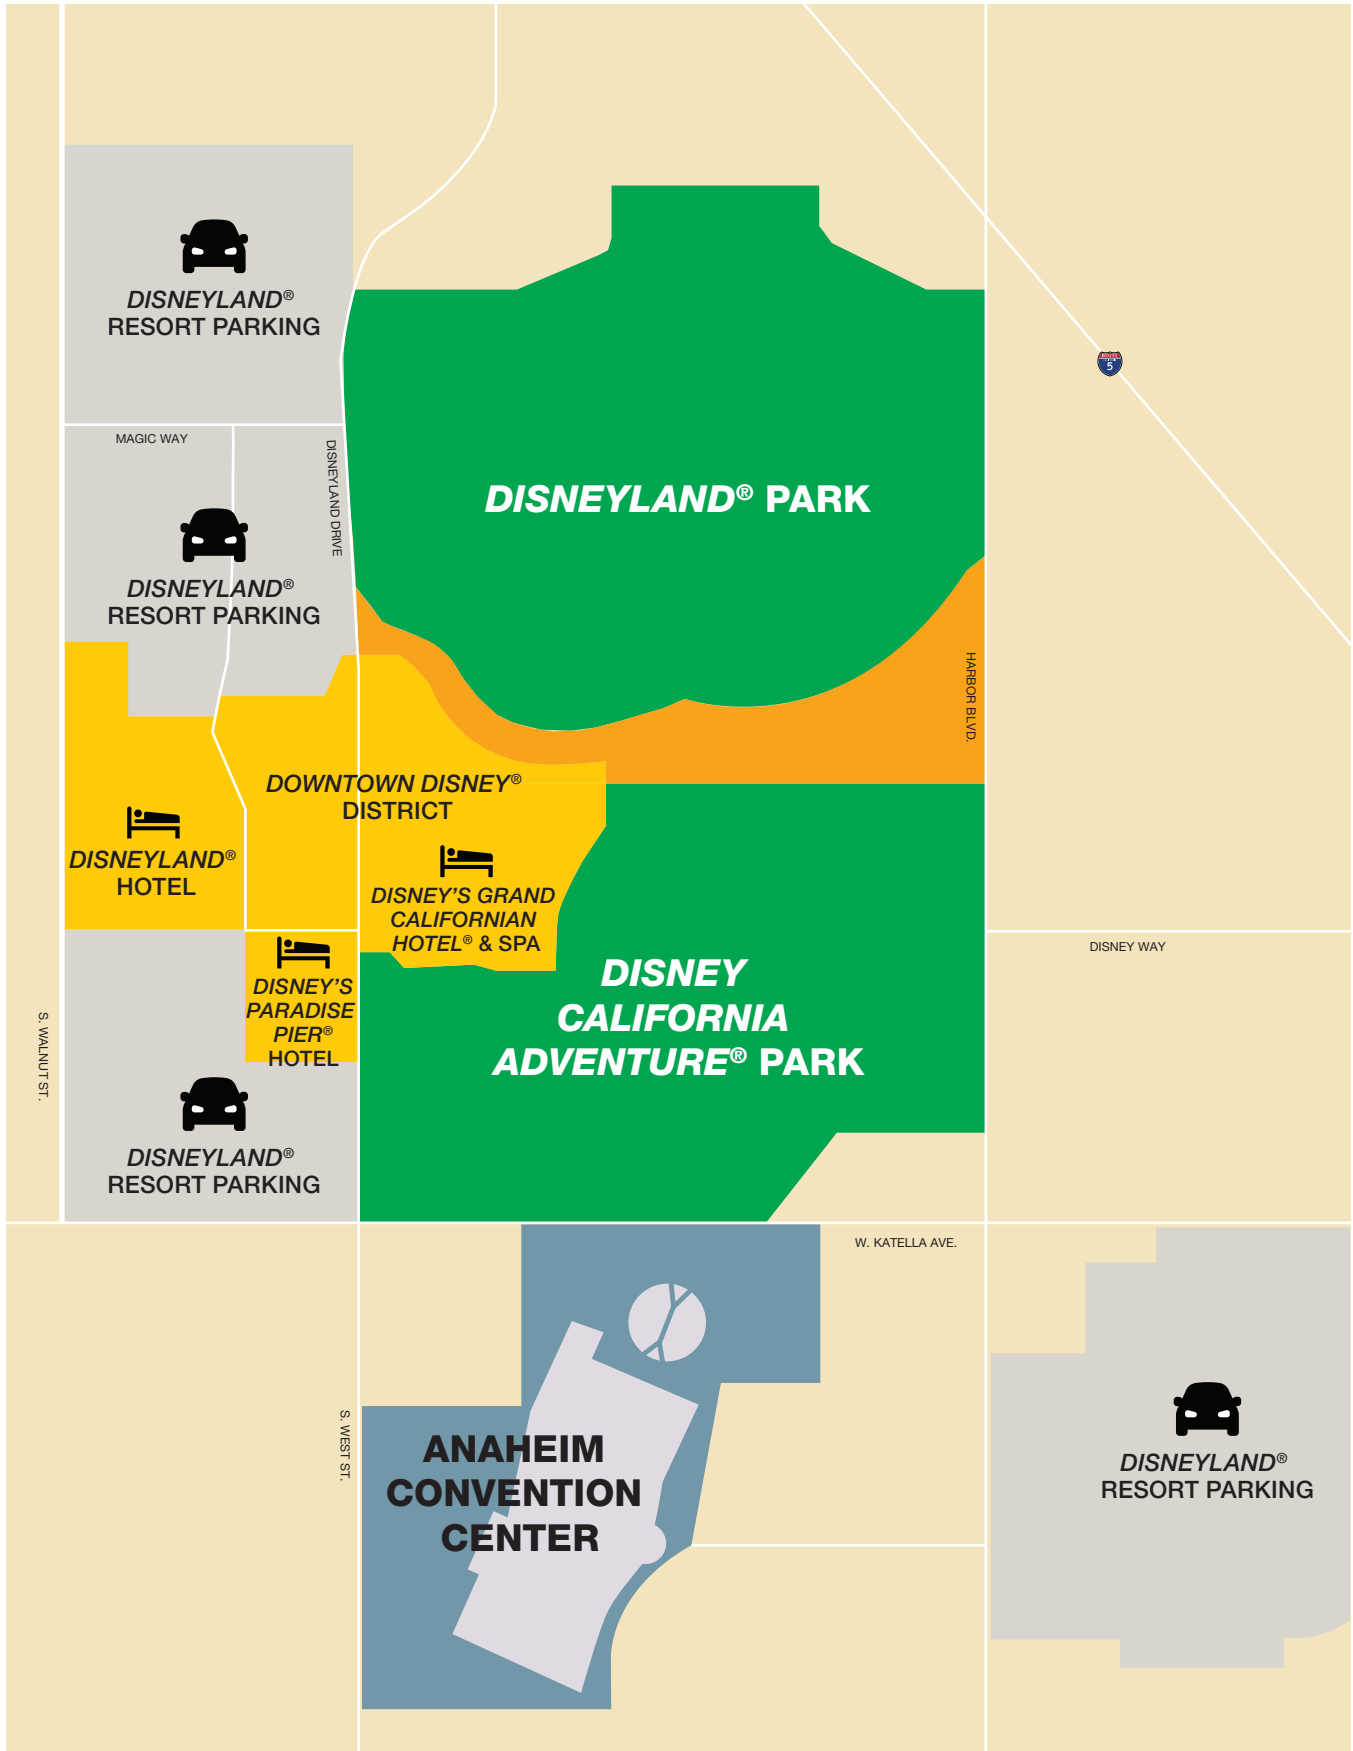 DISNEYLAND®
RESORT PARKING
5
MAGIC WAY
DISNEYLAND DRIVE
DISNEYLAND® PARK
DISNEYLAND®
RESORT PARKING
HARBOR BLVD.
DOWNTOWN DISNEY®
DISTRICT
DISNEYLAND®
HOTEL
DISNEY'S GRAND
CALIFORNIAN
HOTEL® & SPA
DISNEY WAY
DISNEY
CALIFORNIA
ADVENTURE® PARK
DISNEY'S
PARADISE
PIER®
HOTEL
S. WALNUT ST.
DISNEYLAND®
RESORT PARKING
W. KATELLA AVE.
S. WEST ST.
ANAHEIM
CONVENTION
CENTER
DISNEYLAND®
RESORT PARKING